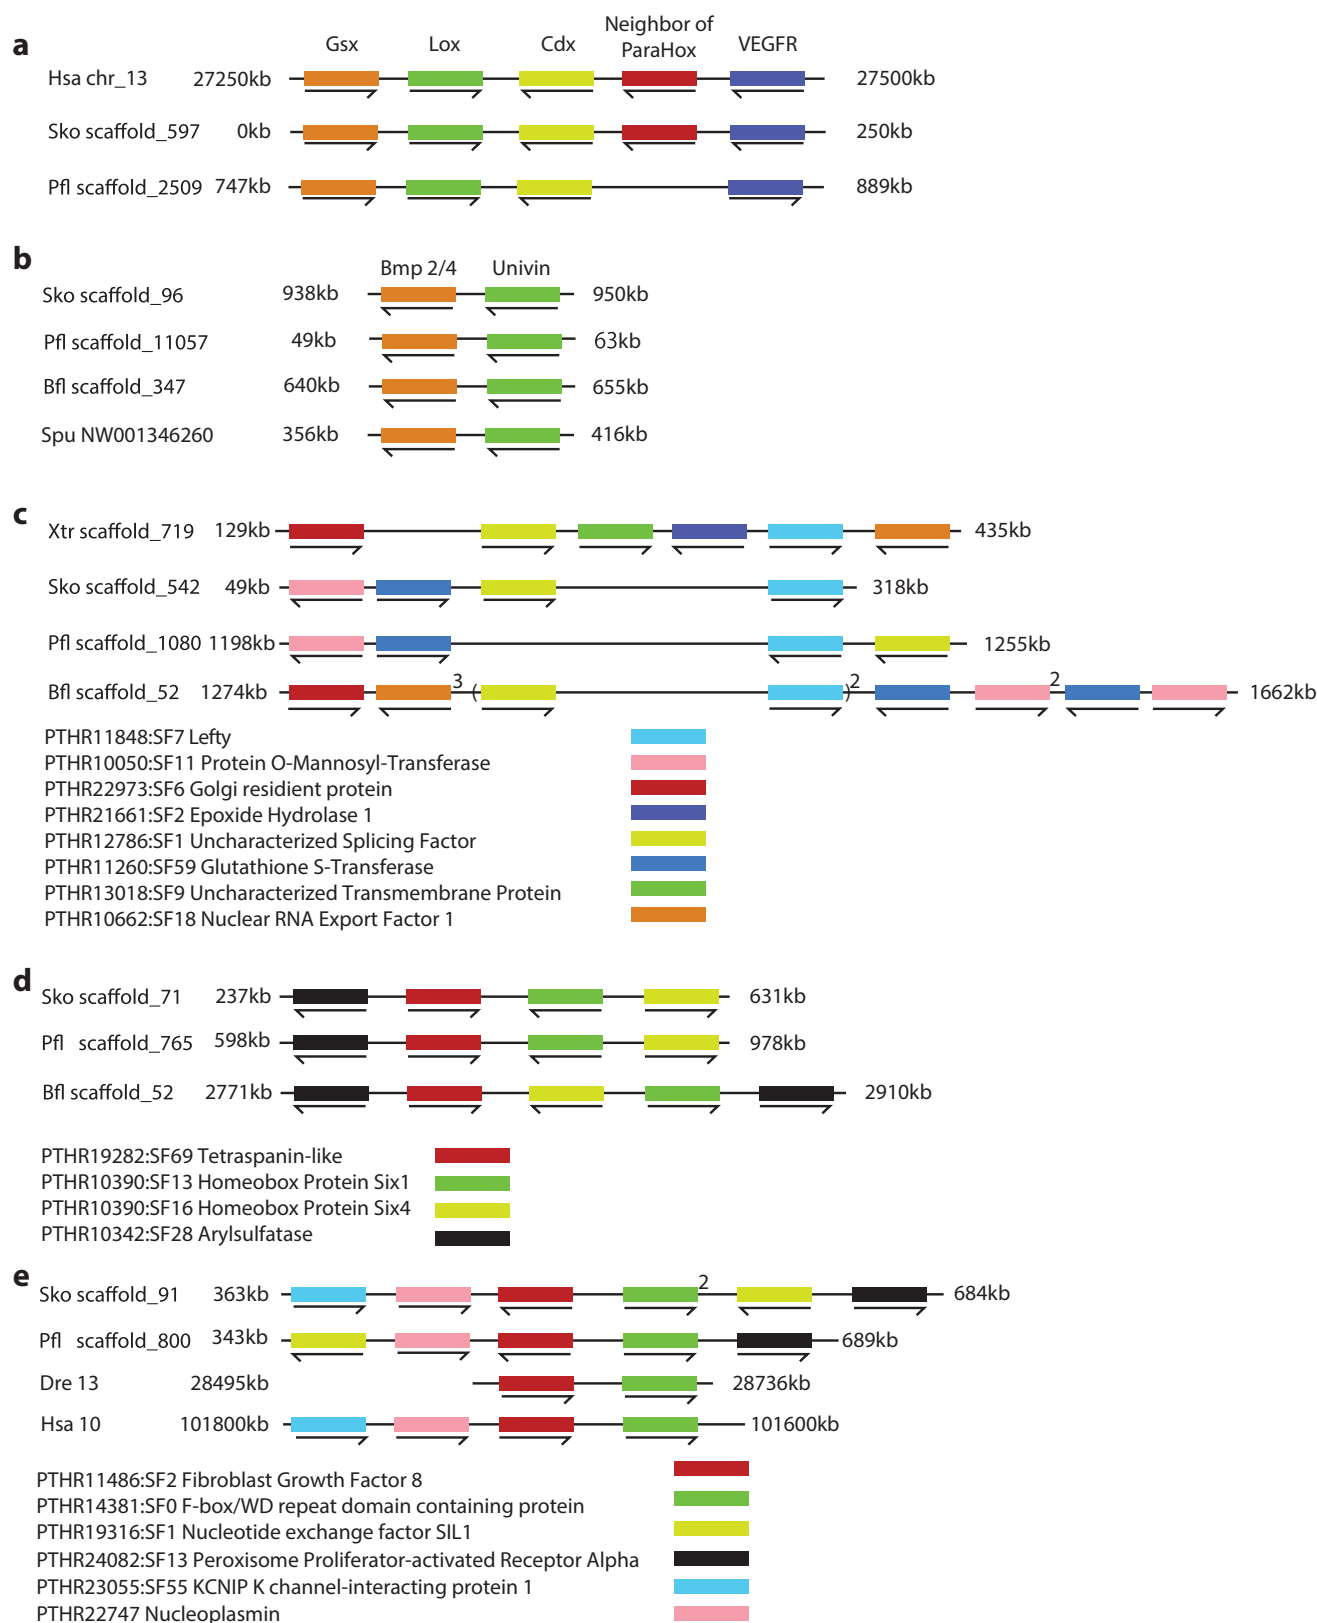 a
Gsx Lox Cdx Neighbor of ParaHox VEGFR
Hsa chr_13 27250kb 27500kb
Sko scaffold_597 0kb 250kb
Pfl scaffold_2509 747kb 889kb
b
Bmp 2/4 Univin
Sko scaffold_96 938kb 950kb
Pfl scaffold_11057 49kb 63kb
Bfl scaffold_347 640kb 655kb
Spu NW001346260 356kb 416kb
c
Xtr scaffold_719 129kb 435kb
Sko scaffold_542 49kb 318kb
Pfl scaffold_1080 1198kb 1255kb
Bfl scaffold_52 1274kb 3 ( )2 2 1662kb
PTHR11848:SF7 Lefty
PTHR10050:SF11 Protein O-Mannosyl-Transferase
PTHR22973:SF6 Golgi residient protein
PTHR21661:SF2 Epoxide Hydrolase 1
PTHR12786:SF1 Uncharacterized Splicing Factor
PTHR11260:SF59 Glutathione S-Transferase
PTHR13018:SF9 Uncharacterized Transmembrane Protein
PTHR10662:SF18 Nuclear RNA Export Factor 1
d
Sko scaffold_71 237kb 631kb
Pfl scaffold_765 598kb 978kb
Bfl scaffold_52 2771kb 2910kb
PTHR19282:SF69 Tetraspanin-like
PTHR10390:SF13 Homeobox Protein Six1
PTHR10390:SF16 Homeobox Protein Six4
PTHR10342:SF28 Arylsulfatase
e
Sko scaffold_91 363kb 2 684kb
Pfl scaffold_800 343kb 689kb
Dre 13 28495kb 28736kb
Hsa 10 101800kb 101600kb
PTHR11486:SF2 Fibroblast Growth Factor 8
PTHR14381:SF0 F-box/WD repeat domain containing protein
PTHR19316:SF1 Nucleotide exchange factor SIL1
PTHR24082:SF13 Peroxisome Proliferator-activated Receptor Alpha
PTHR23055:SF55 KCNIP K channel-interacting protein 1
PTHR22747 Nucleoplasmin